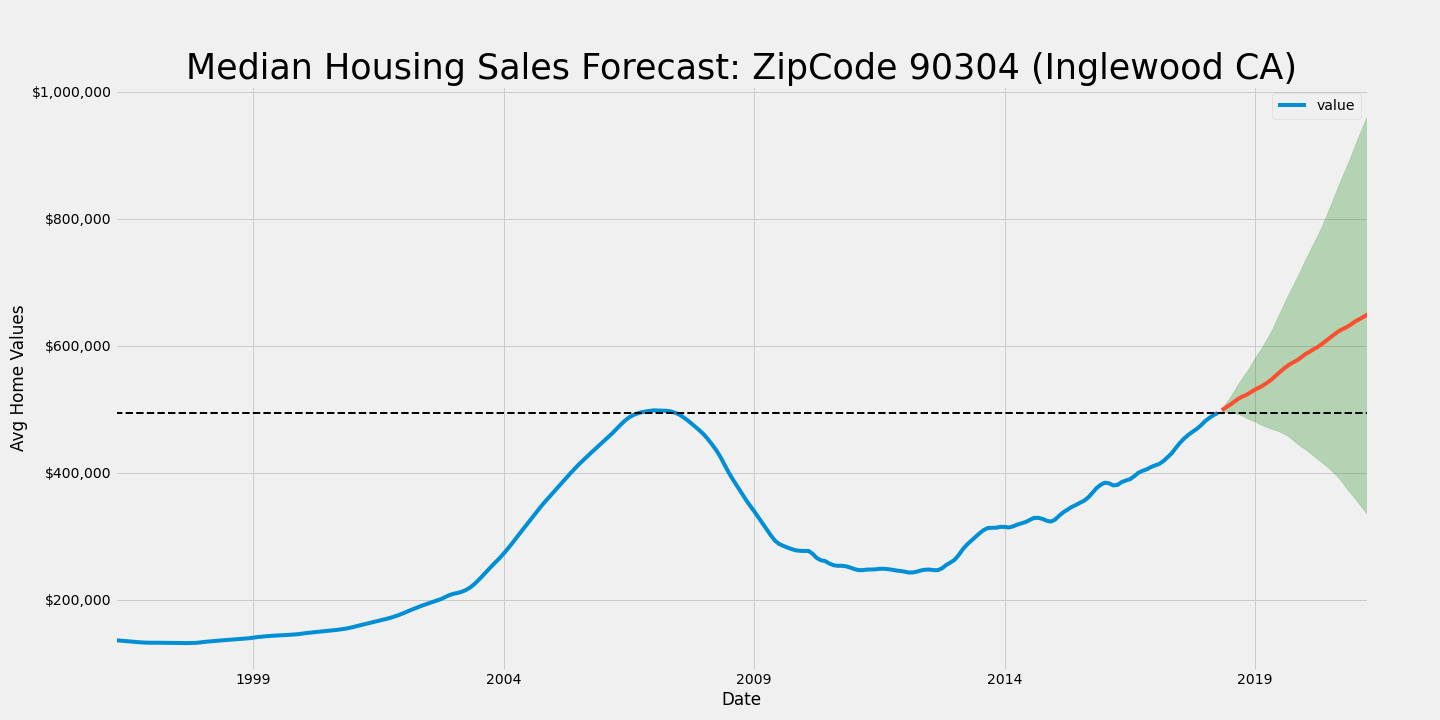 Median Housing Sales Forecast: ZipCode 90304 (Inglewood CA)
$1,000,000
value
$800,000
$600,000
Avg Home Values
$400,000
$200,000
1999 2004 2009 2014 2019
Date